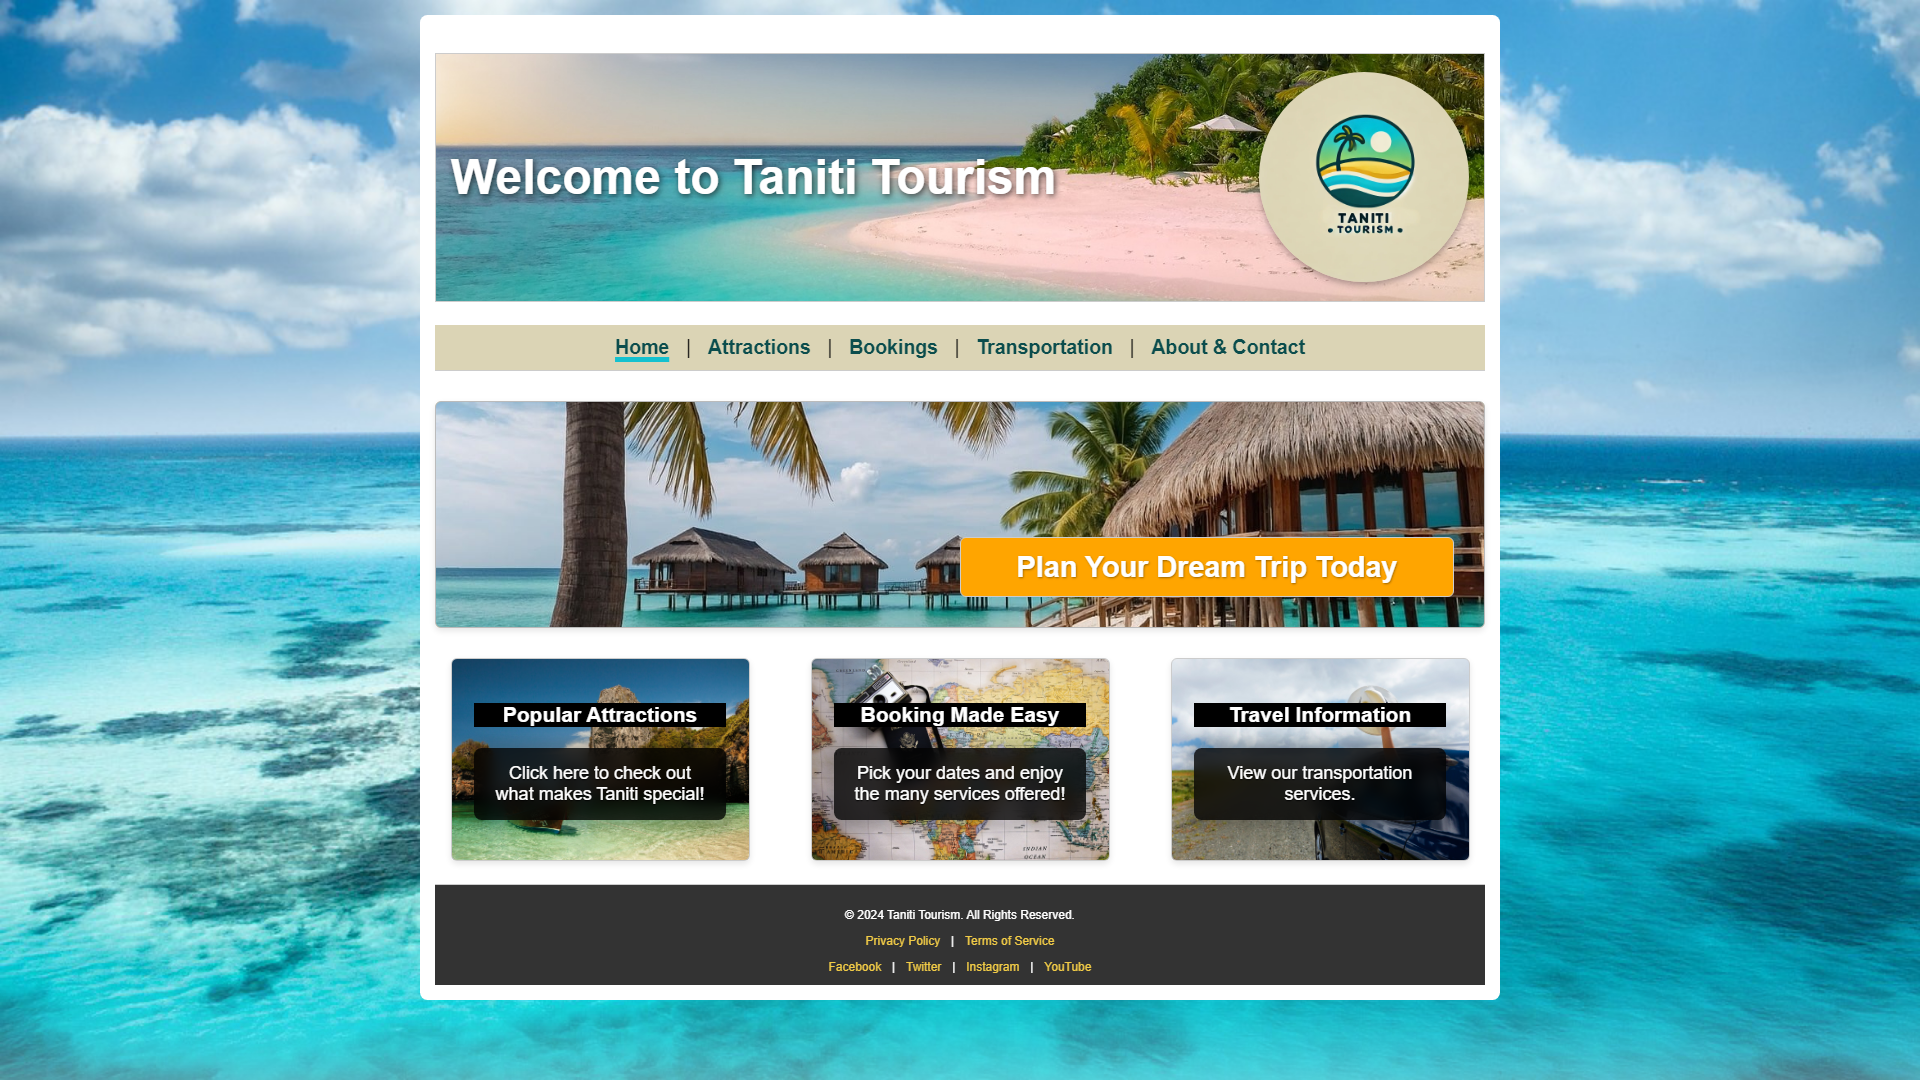 Welcome to Taniti Tourism
TANITI
• TOURISM •
Home | Attractions | Bookings | Transportation | About & Contact
Plan Your Dream Trip Today
Popular Attractions
Click here to check out
what makes Taniti special!
Booking Made Easy
Pick your dates and enjoy
the many services offered!
INDIAN
OCEAN
Travel Information
View our transportation
services.
© 2024 Taniti Tourism. All Rights Reserved.
Privacy Policy | Terms of Service
Facebook | Twitter | Instagram | YouTube